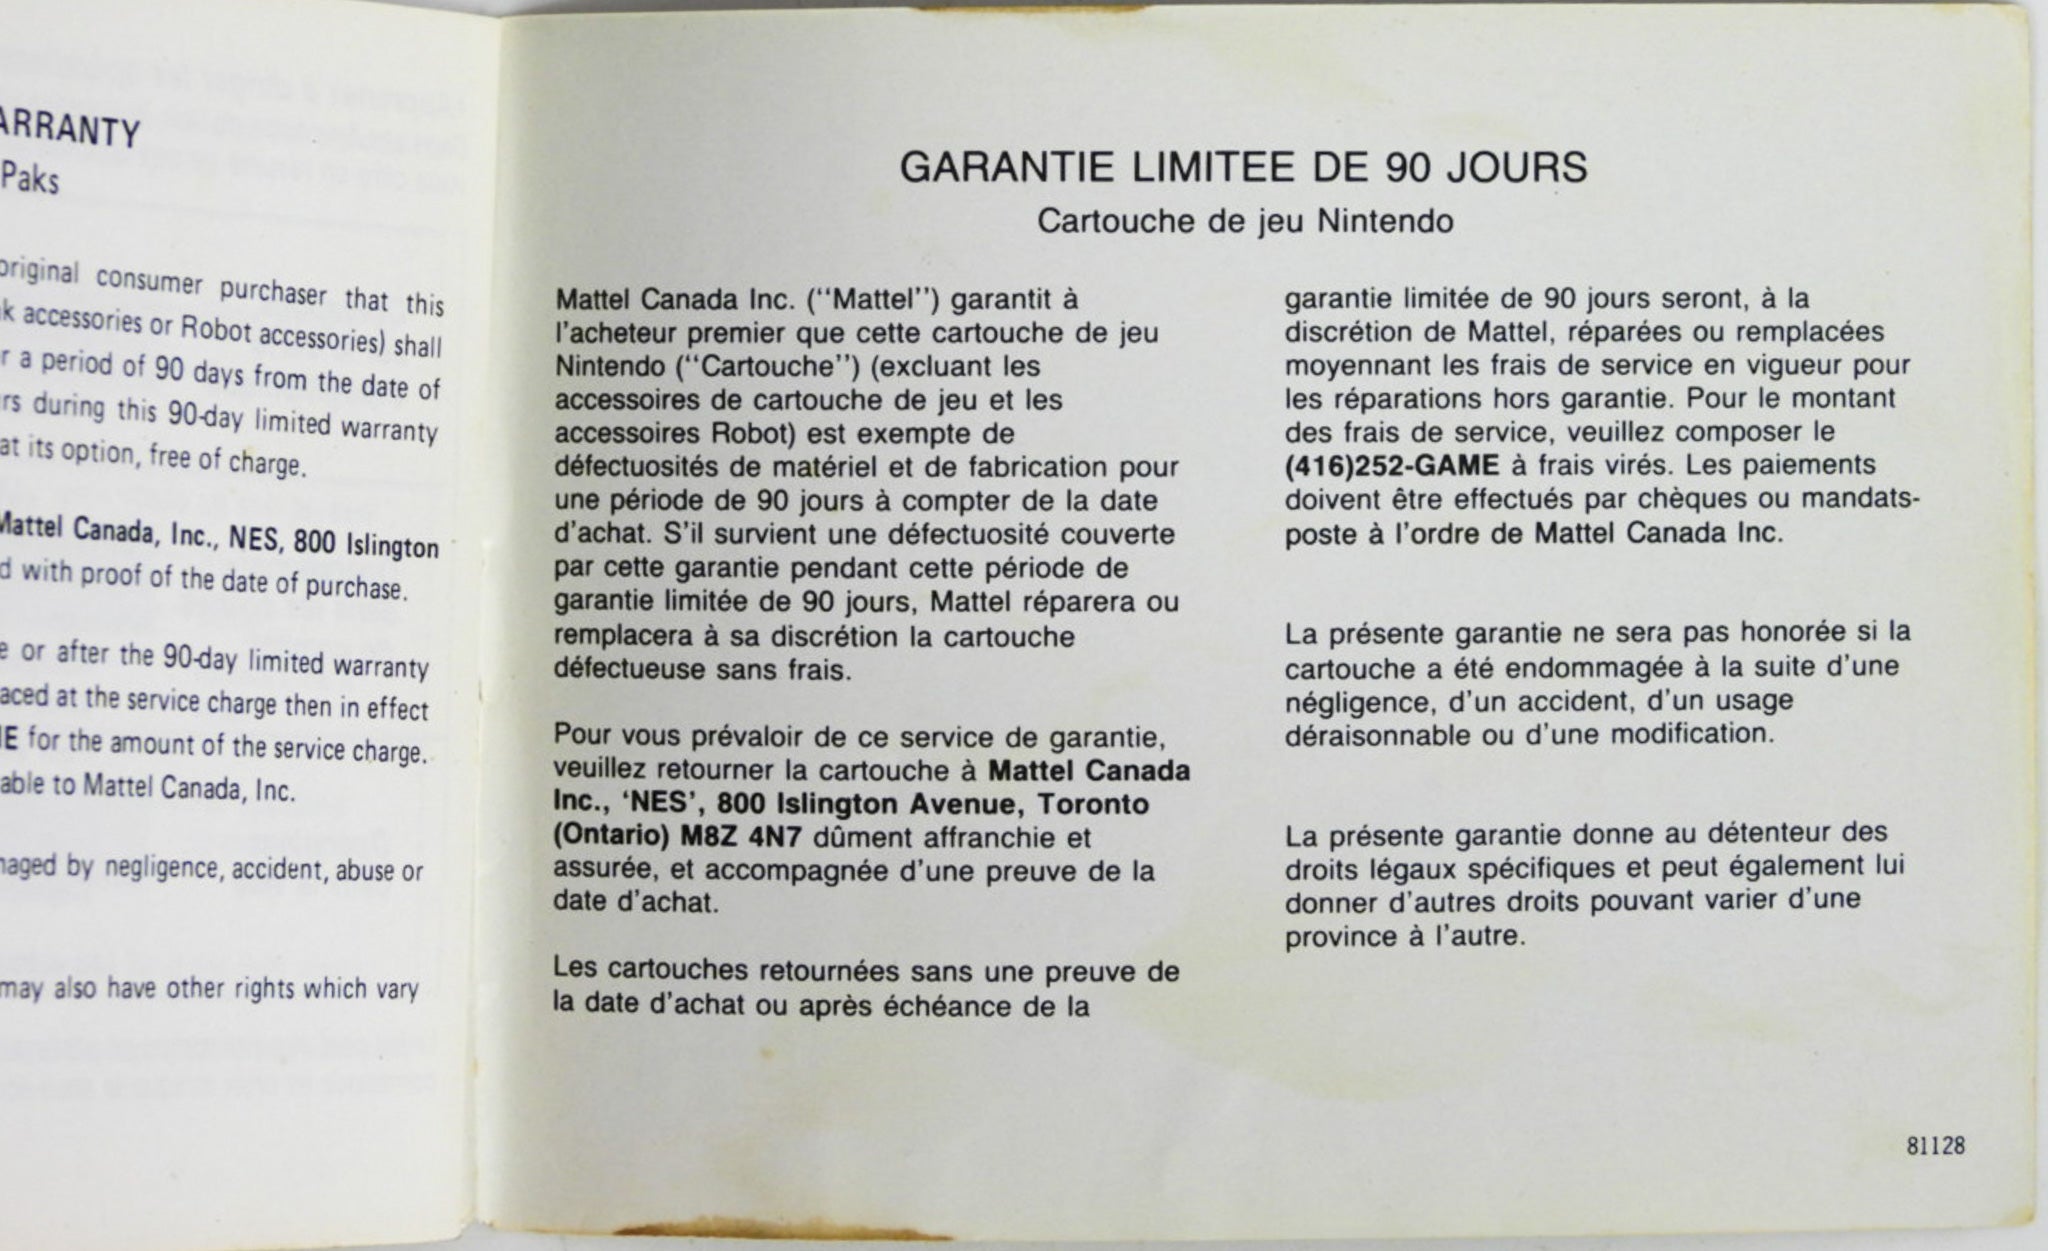 ARRANTY
Paks
original consumer purchaser that this
k accessories or Robot accessories) shall
r a period of 90 days from the date of
rs during this 90-day limited warranty
at its option, free of charge.
Mattel Canada, Inc., NES, 800 Islington
d with proof of the date of purchase.
e or after the 90-day limited warranty
aced at the service charge then in effect
E for the amount of the service charge.
able to Mattel Canada, Inc.
naged by negligence, accident, abuse or
may also have other rights which vary
GARANTIE LIMITEE DE 90 JOURS
Cartouche de jeu Nintendo
Mattel Canada Inc. (‘‘Mattel’’) garantit à
l’acheteur premier que cette cartouche de jeu
Nintendo (‘‘Cartouche’’) (excluant les
accessoires de cartouche de jeu et les
accessoires Robot) est exempte de
défectuosités de matériel et de fabrication pour
une période de 90 jours à compter de la date
d’achat. S’il survient une défectuosité couverte
par cette garantie pendant cette période de
garantie limitée de 90 jours, Mattel réparera ou
remplacera à sa discrétion la cartouche
défectueuse sans frais.
Pour vous prévaloir de ce service de garantie,
veuillez retourner la cartouche à Mattel Canada
Inc., ‘NES’, 800 Islington Avenue, Toronto
(Ontario) M8Z 4N7 dûment affranchie et
assurée, et accompagnée d’une preuve de la
date d’achat.
Les cartouches retournées sans une preuve de
la date d’achat ou après échéance de la
garantie limitée de 90 jours seront, à la
discrétion de Mattel, réparées ou remplacées
moyennant les frais de service en vigueur pour
les réparations hors garantie. Pour le montant
des frais de service, veuillez composer le
(416)252-GAME à frais virés. Les paiements
doivent être effectués par chèques ou mandats-
poste à l’ordre de Mattel Canada Inc.
La présente garantie ne sera pas honorée si la
cartouche a été endommagée à la suite d’une
négligence, d’un accident, d’un usage
déraisonnable ou d’une modification.
La présente garantie donne au détenteur des
droits légaux spécifiques et peut également lui
donner d’autres droits pouvant varier d’une
province à l’autre.
81128